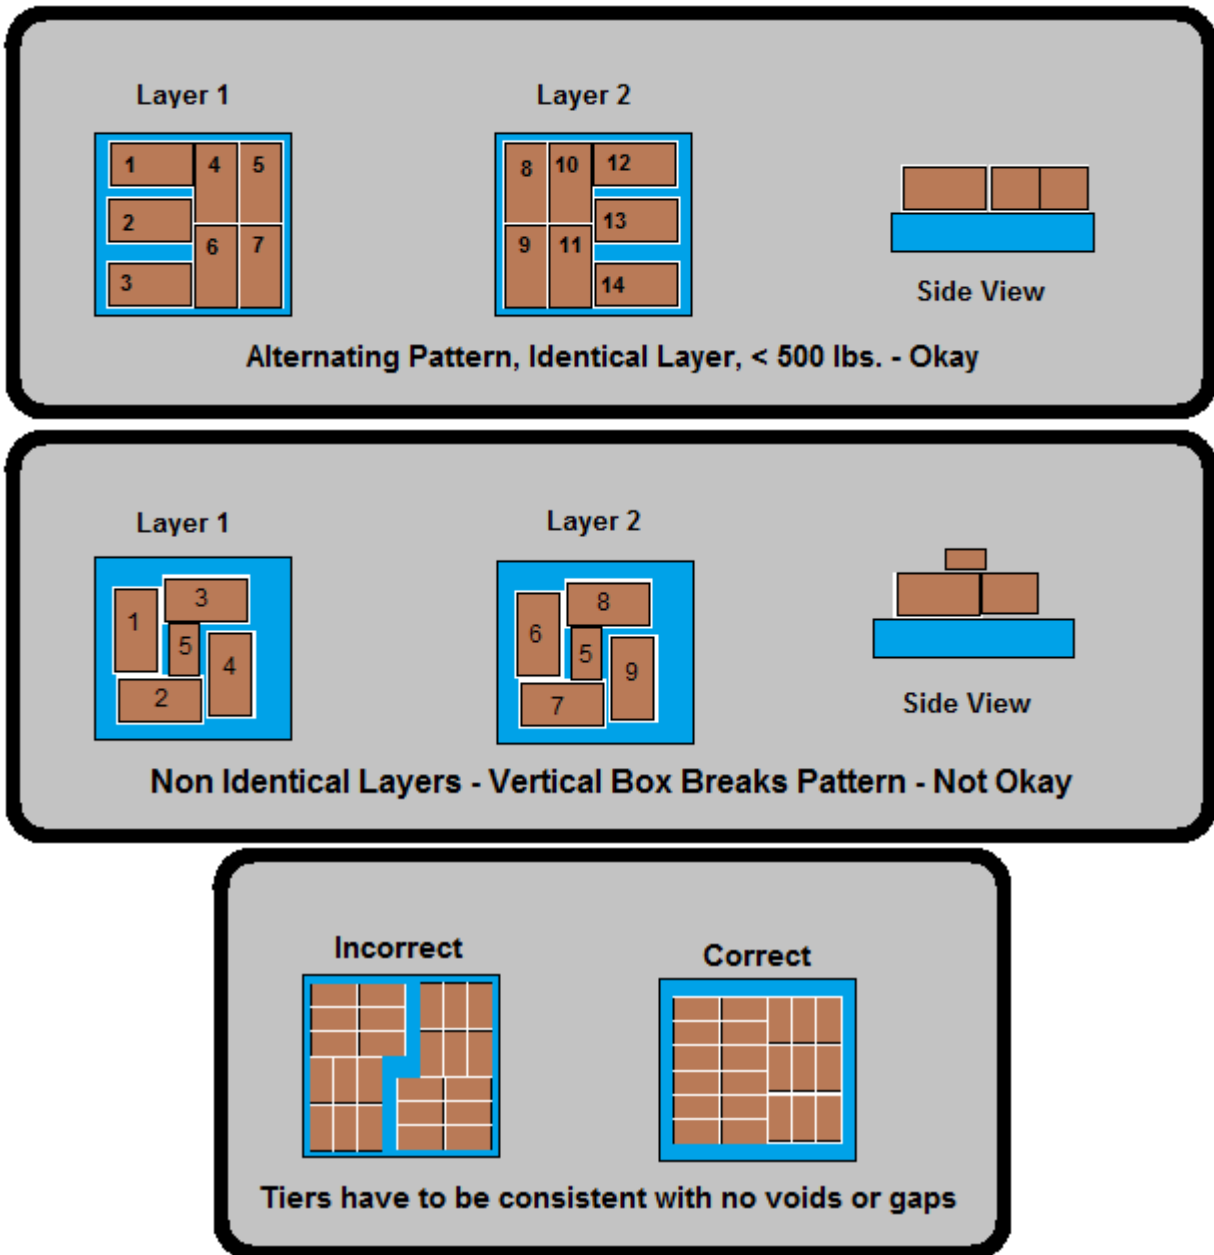 Layer 1
Layer 2
1
4
5
2
6
7
3
8
10
12
13
9
11
14
Side View
Alternating Pattern, Identical Layer, < 500 lbs. - Okay
Layer 1
Layer 2
3
1
5
4
2
8
6
5
9
7
Side View
Non Identical Layers - Vertical Box Breaks Pattern - Not Okay
Incorrect
Correct
Tiers have to be consistent with no voids or gaps